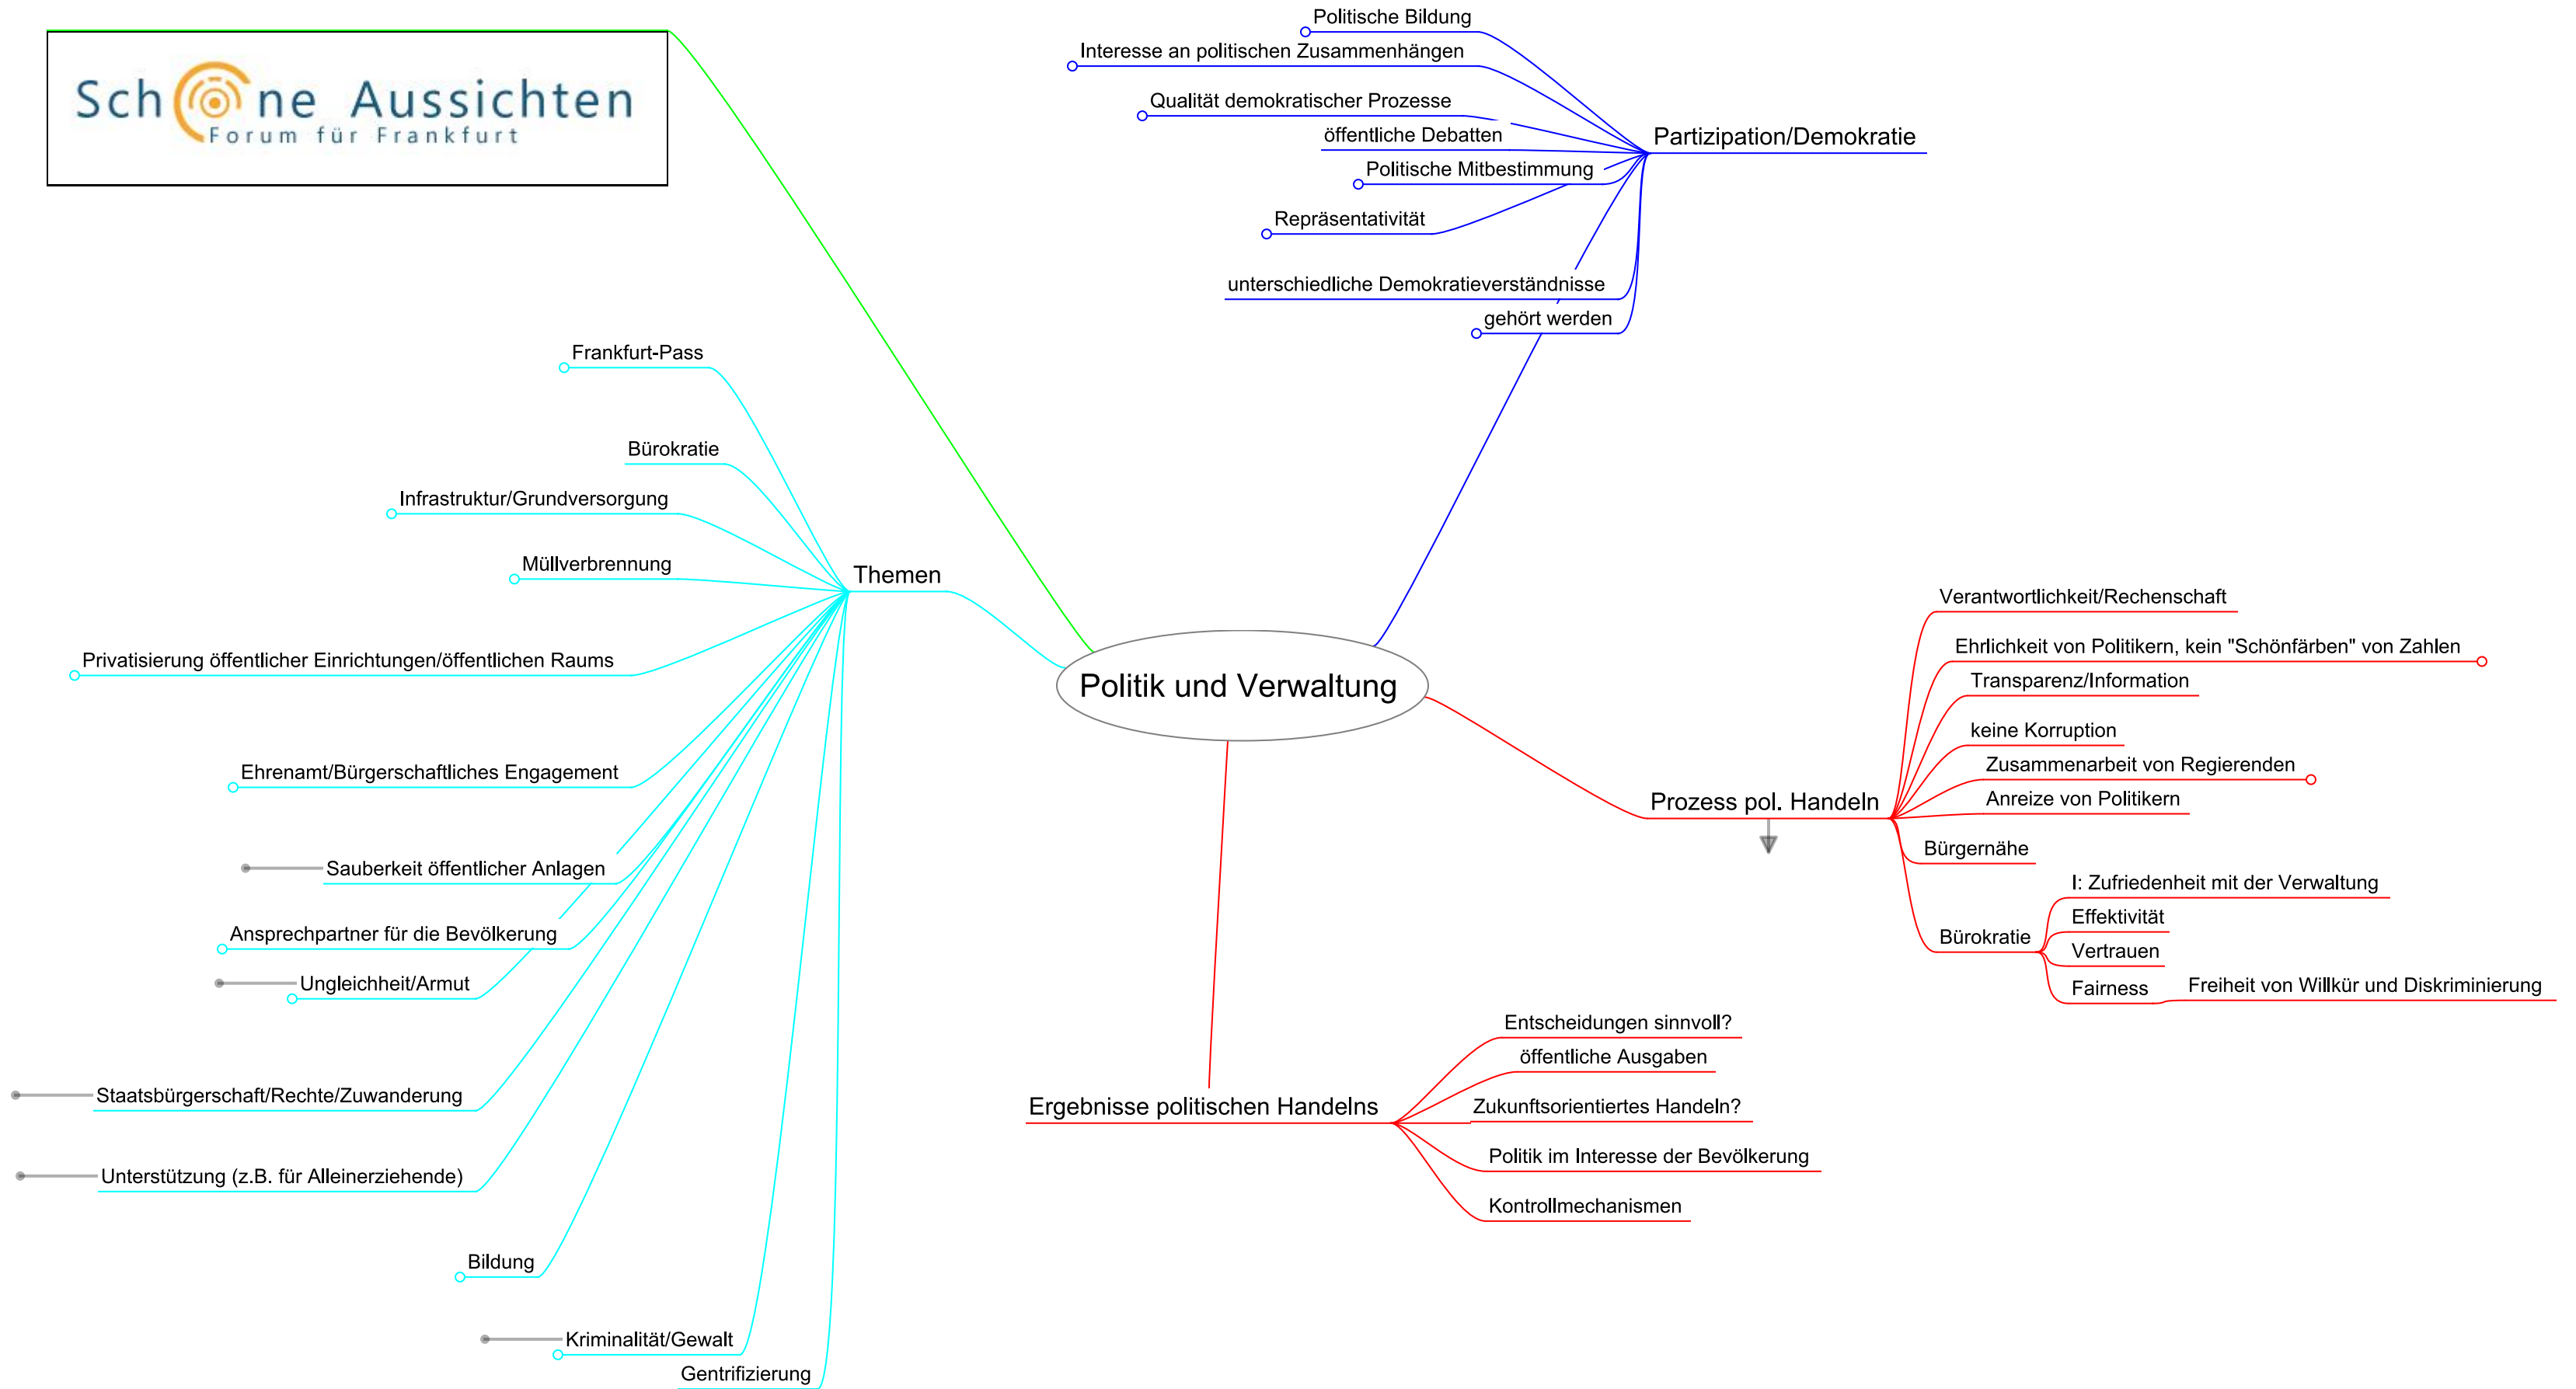 Schöne Aussichten
Forum für Frankfurt
Politische Bildung
Interesse an politischen Zusammenhängen
Qualität demokratischer Prozesse
öffentliche Debatten
Politische Mitbestimmung
Repräsentativität
unterschiedliche Demokratieverständnisse
gehört werden
Partizipation/Demokratie
Frankfurt-Pass
Bürokratie
Infrastruktur/Grundversorgung
Müllverbrennung
Privatisierung öffentlicher Einrichtungen/öffentlichen Raums
Ehrenamt/Bürgerschaftliches Engagement
Sauberkeit öffentlicher Anlagen
Ansprechpartner für die Bevölkerung
Ungleichheit/Armut
Staatsbürgerschaft/Rechte/Zuwanderung
Unterstützung (z.B. für Alleinerziehende)
Bildung
Kriminalität/Gewalt
Gentrifizierung
Themen
Politik und Verwaltung
Prozess pol. Handeln
Verantwortlichkeit/Rechenschaft
Ehrlichkeit von Politikern, kein "Schönfärben" von Zahlen
Transparenz/Information
keine Korruption
Zusammenarbeit von Regierenden
Anreize von Politikern
Bürgernähe
Bürokratie
I: Zufriedenheit mit der Verwaltung
Effektivität
Vertrauen
Fairness
Freiheit von Willkür und Diskriminierung
Ergebnisse politischen Handelns
Entscheidungen sinnvoll?
öffentliche Ausgaben
Zukunftsorientiertes Handeln?
Politik im Interesse der Bevölkerung
Kontrollmechanismen